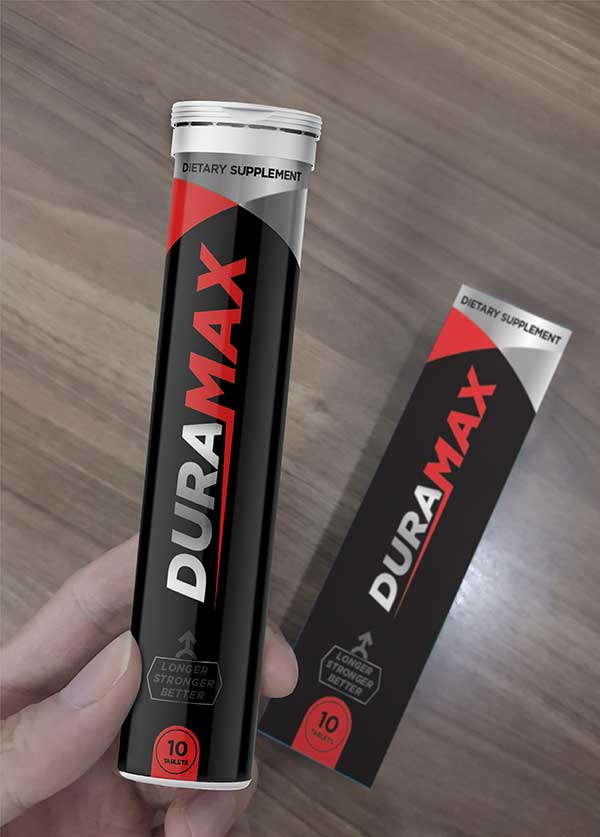 DIETARY SUPPLEMENT
DURAMAX
LONGER
STRONGER
BETTER
10
TABLETS
DIETARY SUPPLEMENT
DURAMAX
LONGER
STRONGER
BETTER
10
TABLETS